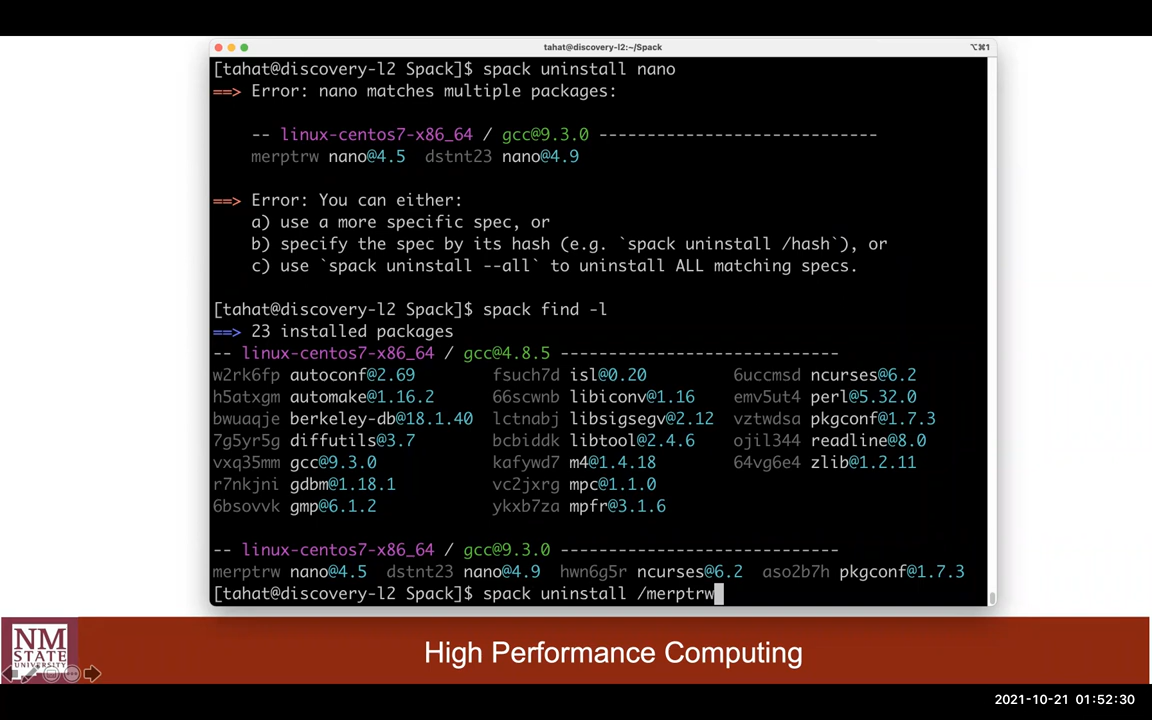 tahat@discovery-l2:~/Spack
⌥⌘1
[tahat@discovery-l2 Spack]$ spack uninstall nano
==> Error: nano matches multiple packages:
-- linux-centos7-x86_64 / gcc@9.3.0 -----------------------------
merptrw nano@4.5  dstnt23 nano@4.9
==> Error: You can either:
a) use a more specific spec, or
b) specify the spec by its hash (e.g. `spack uninstall /hash`), or
c) use `spack uninstall --all` to uninstall ALL matching specs.
[tahat@discovery-l2 Spack]$ spack find -l
==> 23 installed packages
-- linux-centos7-x86_64 / gcc@4.8.5 -----------------------------
w2rk6fp autoconf@2.69        fsuch7d isl@0.20         6uccmsd ncurses@6.2
h5atxgm automake@1.16.2      66scwnb libiconv@1.16    emv5ut4 perl@5.32.0
bwuaqje berkeley-db@18.1.40  lctnabj libsigsegv@2.12  vztwdsa pkgconf@1.7.3
7g5yr5g diffutils@3.7        bcbiddk libtool@2.4.6    ojil344 readline@8.0
vxq35mm gcc@9.3.0            kafywd7 m4@1.4.18        64vg6e4 zlib@1.2.11
r7nkjni gdbm@1.18.1          vc2jxrg mpc@1.1.0
6bsovvk gmp@6.1.2            ykxb7za mpfr@3.1.6
-- linux-centos7-x86_64 / gcc@9.3.0 -----------------------------
merptrw nano@4.5  dstnt23 nano@4.9  hwn6g5r ncurses@6.2  aso2b7h pkgconf@1.7.3
[tahat@discovery-l2 Spack]$ spack uninstall /merptrw
NM
STATE
UNIVERSITY
High Performance Computing
2021-10-21 01:52:30